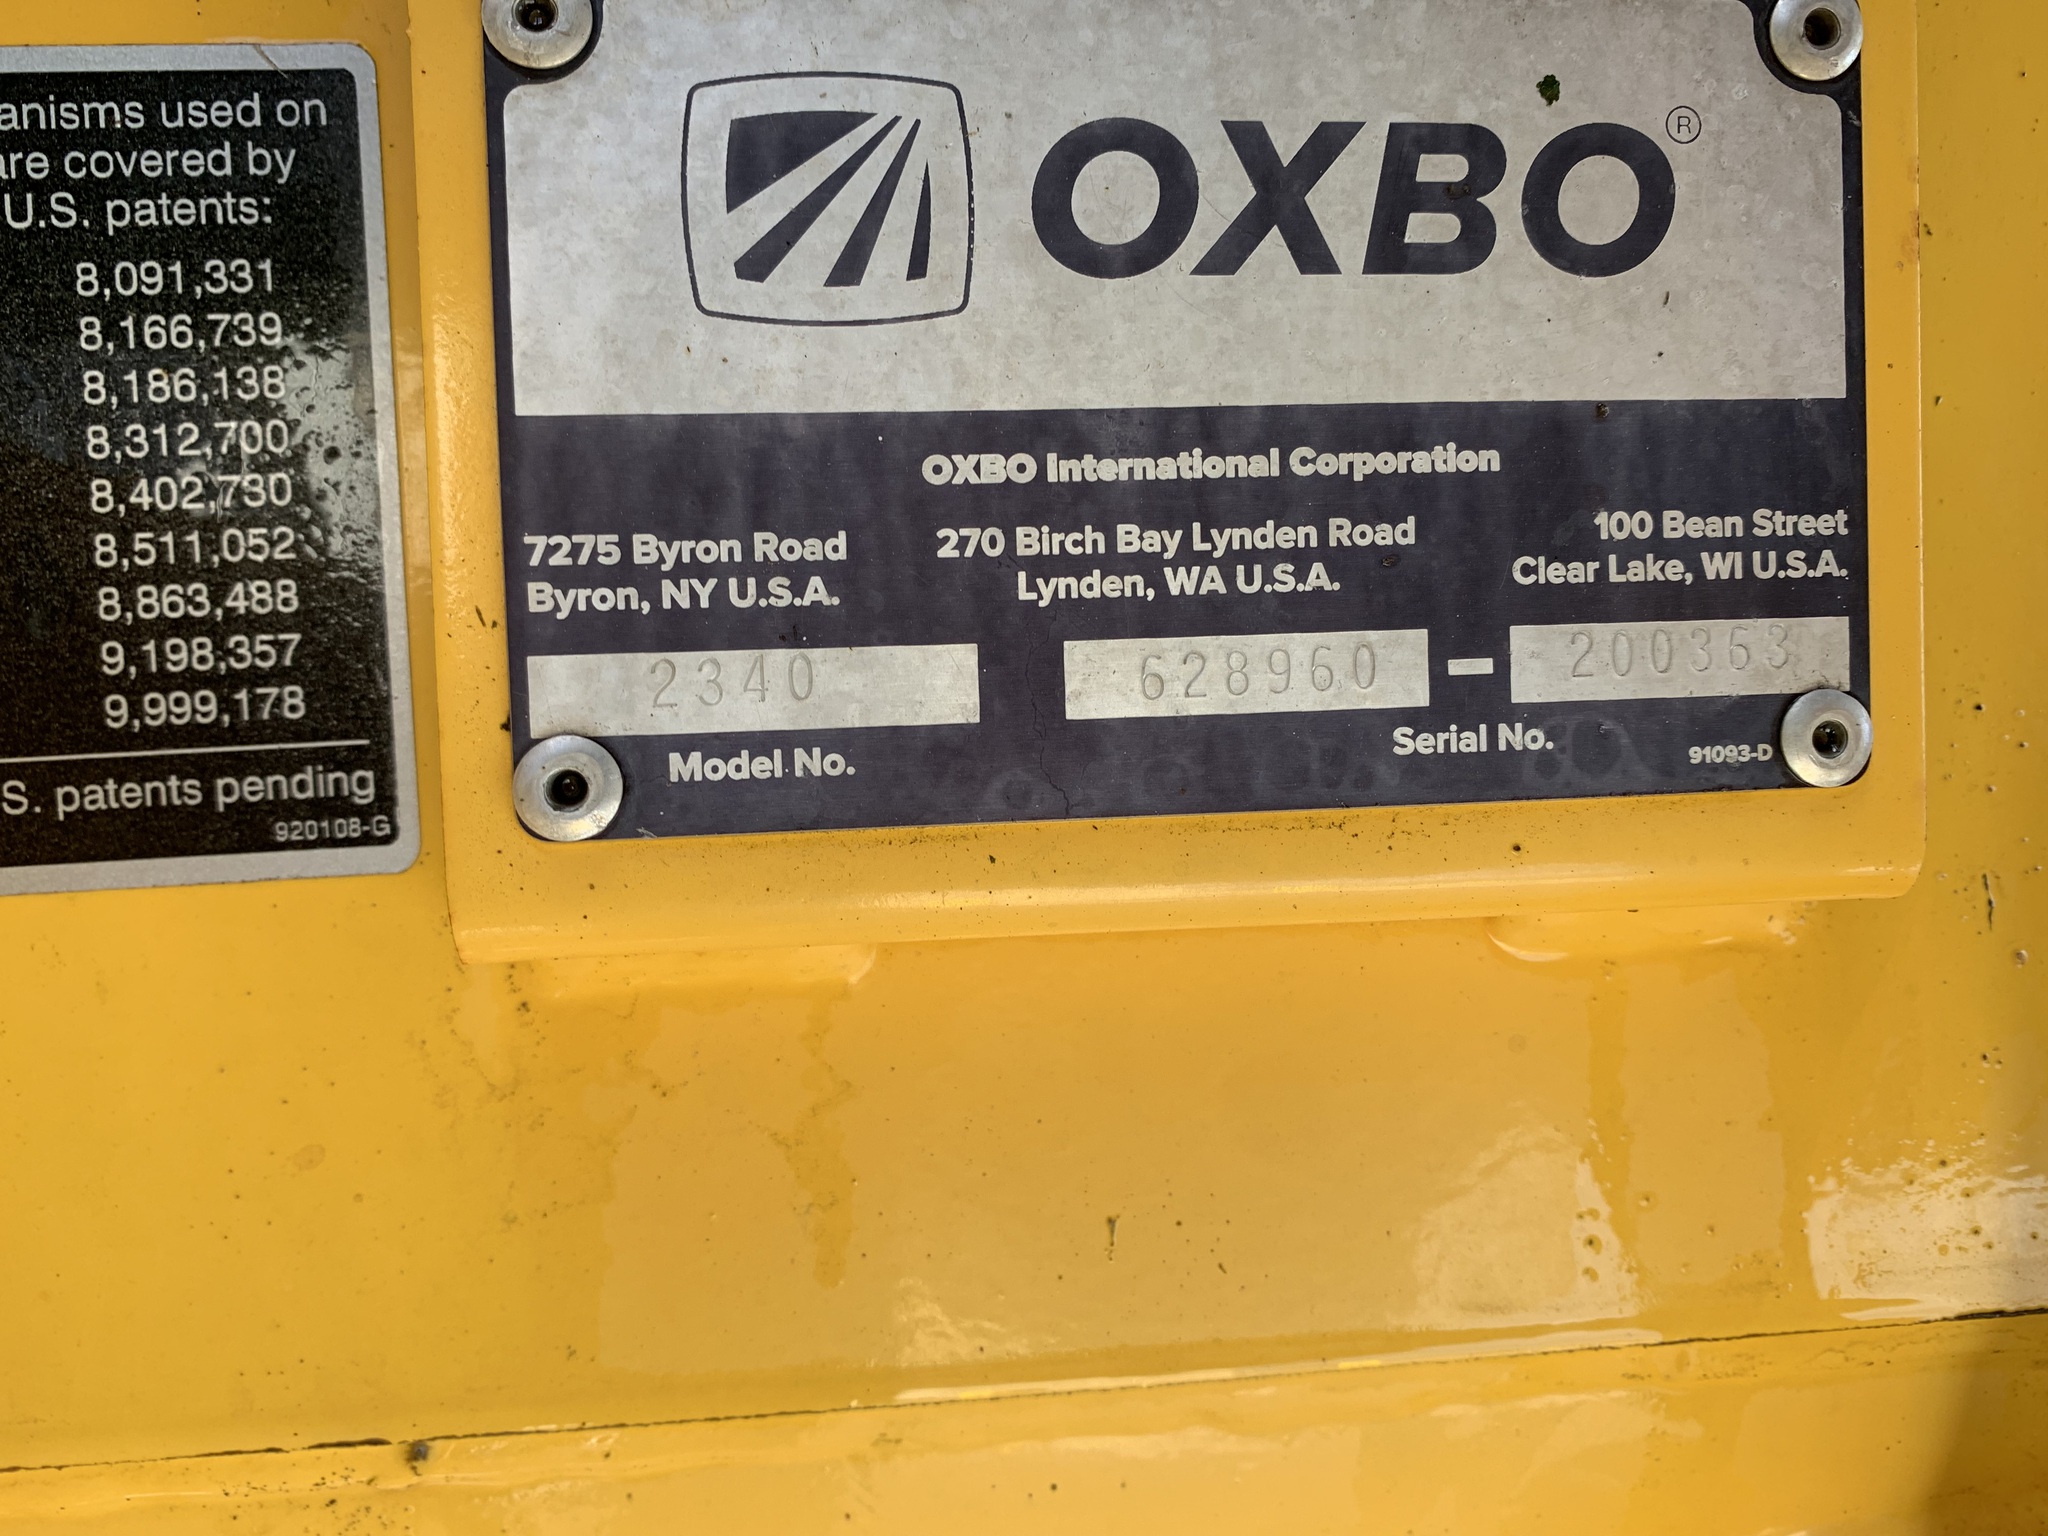 anisms used on
are covered by
U.S. patents:
8,091,331
8,166,739
8,186,138
8,312,700
8,402,730
8,511,052
8,863,488
9,198,357
9,999,178
S. patents pending
920108-G
OXBO®
OXBO International Corporation
7275 Byron Road
Byron, NY U.S.A.
270 Birch Bay Lynden Road
Lynden, WA U.S.A.
100 Bean Street
Clear Lake, WI U.S.A.
2340
628960 - 200363
Model No.
Serial No.
91093-D